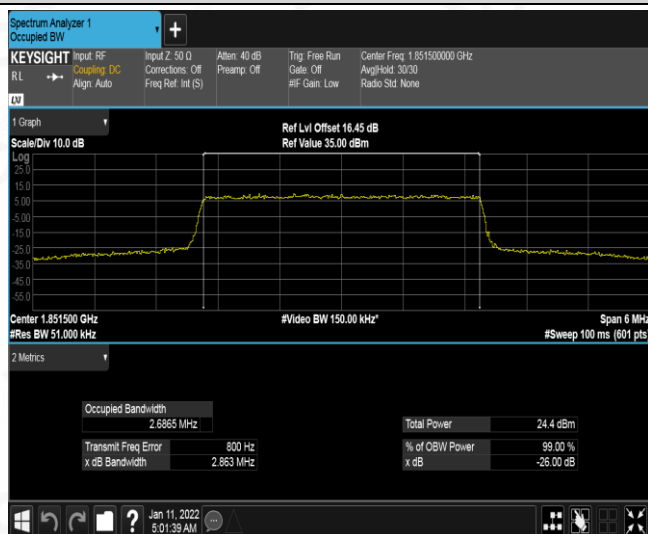 Spectrum Analyzer 1
Occupied BW
+
KEYSIGHT Input: RF Input Z: 50 Ω Atten: 40 dB Trig: Free Run Center Freq: 1.851500000 GHz
RL Coupling: DC Corrections: Off Preamp: Off Gate: Off Avg|Hold: 30/30
Align: Auto Freq Ref: Int (S) #IF Gain: Low Radio Std: None
LXI
1 Graph Ref Lvl Offset 16.45 dB
Scale/Div 10.0 dB Ref Value 35.00 dBm
Log
25.0
15.0
5.00
-5.00
-15.0
-25.0
-35.0
-45.0
-55.0
Center 1.851500 GHz #Video BW 150.00 kHz* Span 6 MHz
#Res BW 51.000 kHz #Sweep 100 ms (601 pts)
2 Metrics
Occupied Bandwidth
2.6865 MHz Total Power 24.4 dBm
Transmit Freq Error 800 Hz % of OBW Power 99.00 %
x dB Bandwidth 2.863 MHz x dB -26.00 dB
? Jan 11, 2022
5:01:39 AM